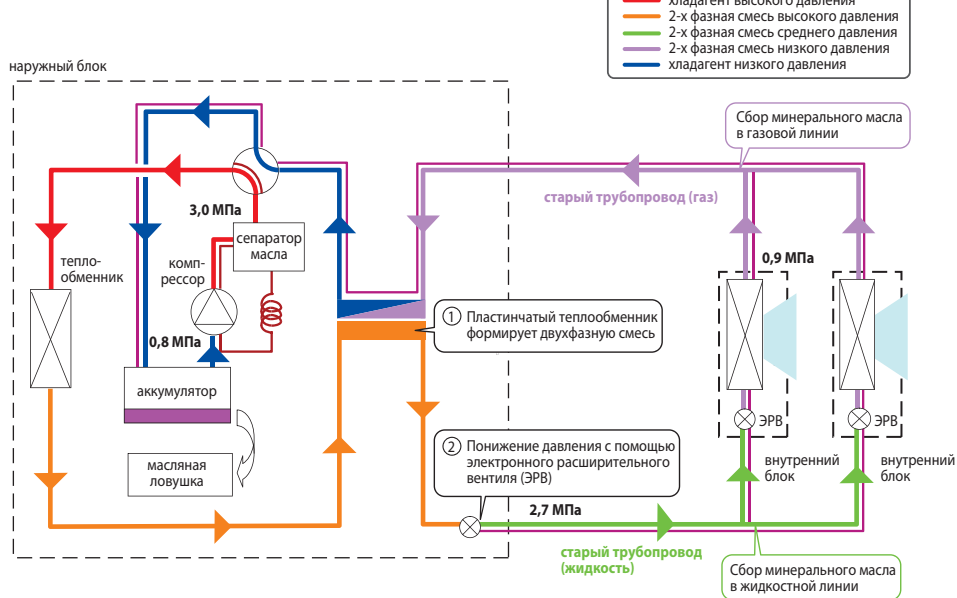 хладагент высокого давления
2-х фазная смесь высокого давления
2-х фазная смесь среднего давления
2-х фазная смесь низкого давления
хладагент низкого давления
наружный блок
Сбор минерального масла
в газовой линии
старый трубопровод (газ)
3,0 МПа
сепаратор
масла
тепло-
обменник
комп-
рессор
0,9 МПа
① Пластинчатый теплообменник
формирует двухфазную смесь
0,8 МПа
аккумулятор
ЭРВ
ЭРВ
② Понижение давления с помощью
электронного расширительного
вентиля (ЭРВ)
масляная
ловушка
внутренний
блок
внутренний
блок
2,7 МПа
старый трубопровод
(жидкость)
Сбор минерального масла
в жидкостной линии